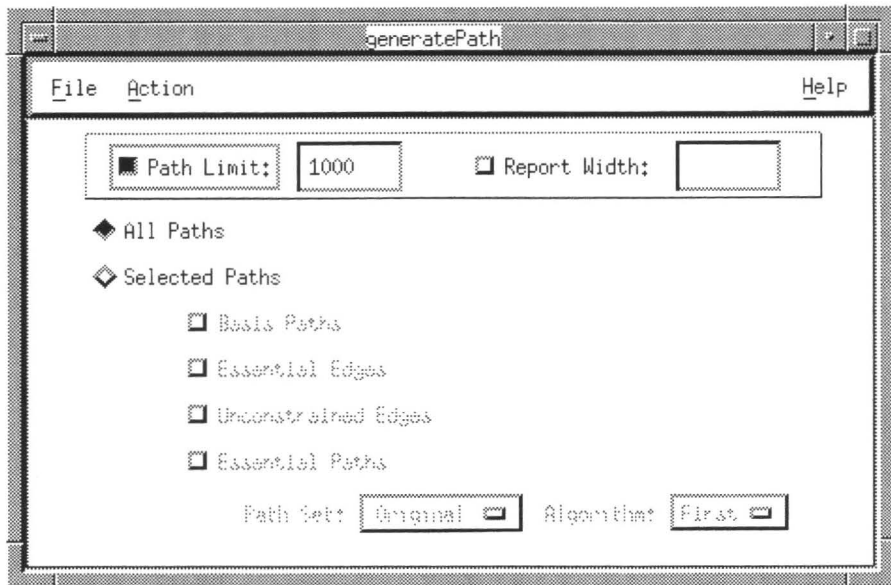 generatePath
File Action Help
Path Limit: 1000 Report Width:
All Paths
Selected Paths
Basis Paths
Essential Edges
Unconstrained Edges
Essential Paths
Path Set: Original Algorithm: First